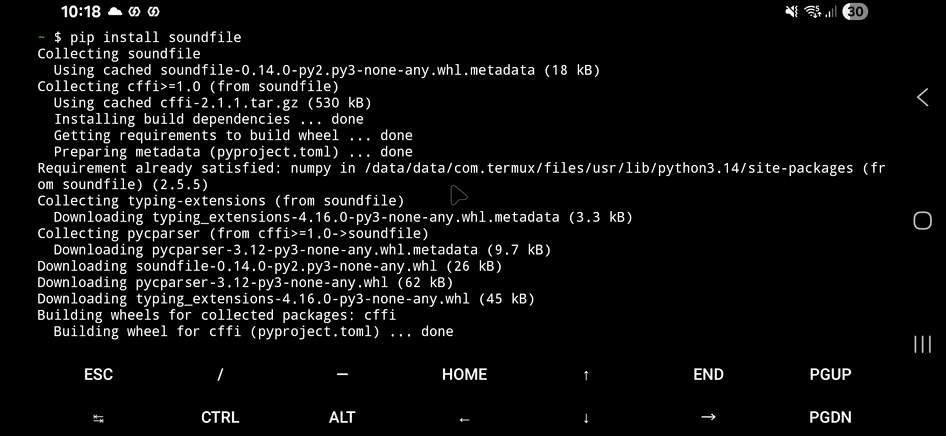 10:18
30
~ $ pip install soundfile
Collecting soundfile
  Using cached soundfile-0.14.0-py2.py3-none-any.whl.metadata (18 kB)
Collecting cffi>=1.0 (from soundfile)
  Using cached cffi-2.1.1.tar.gz (530 kB)
  Installing build dependencies ... done
  Getting requirements to build wheel ... done
  Preparing metadata (pyproject.toml) ... done
Requirement already satisfied: numpy in /data/data/com.termux/files/usr/lib/python3.14/site-packages (fr
om soundfile) (2.5.5)
Collecting typing-extensions (from soundfile)
  Downloading typing_extensions-4.16.0-py3-none-any.whl.metadata (3.3 kB)
Collecting pycparser (from cffi>=1.0->soundfile)
  Downloading pycparser-3.12-py3-none-any.whl.metadata (9.7 kB)
Downloading soundfile-0.14.0-py2.py3-none-any.whl (26 kB)
Downloading pycparser-3.12-py3-none-any.whl (62 kB)
Downloading typing_extensions-4.16.0-py3-none-any.whl (45 kB)
Building wheels for collected packages: cffi
  Building wheel for cffi (pyproject.toml) ... done
ESC / — HOME ↑ END PGUP
↹ CTRL ALT ← ↓ → PGDN